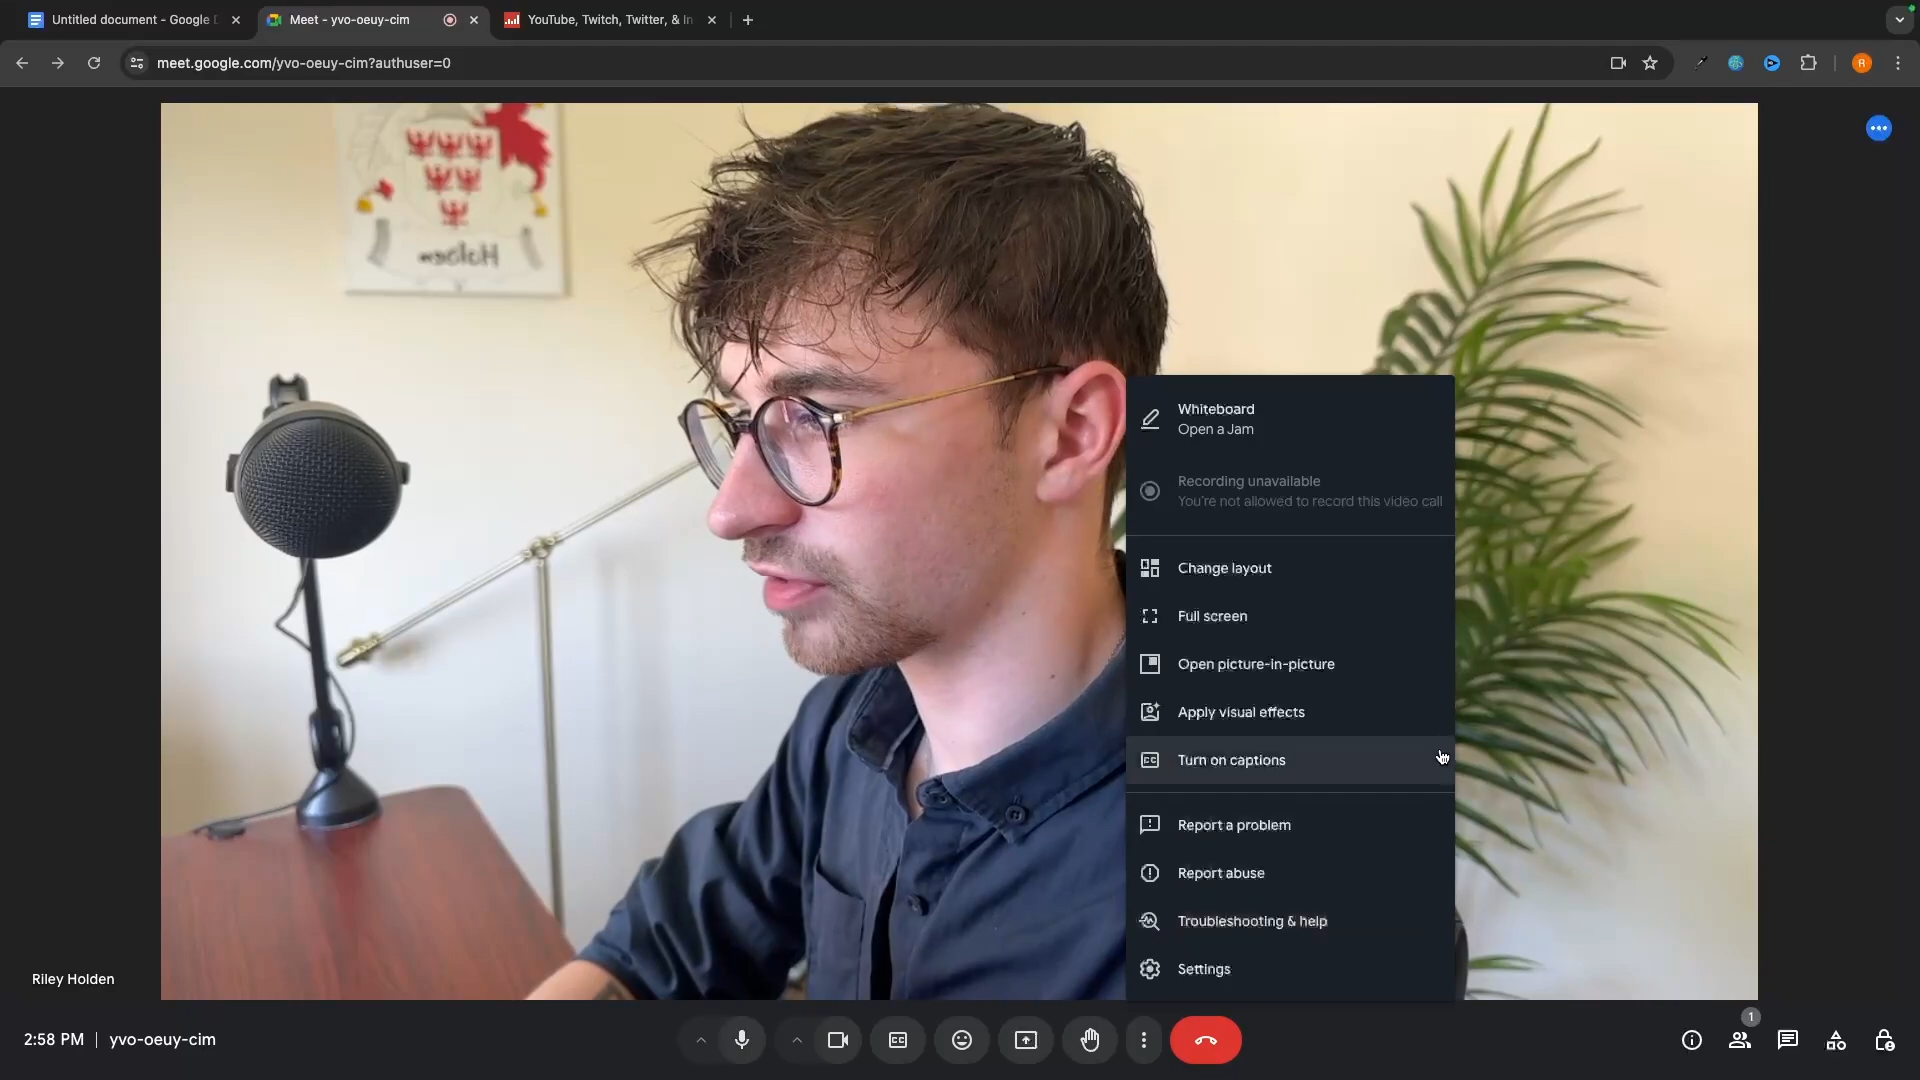 Untitled document - Google D
Meet - yvo-oeuy-cim
YouTube, Twitch, Twitter, & In
meet.google.com/yvo-oeuy-cim?authuser=0
R
Holden
Whiteboard
Open a Jam
Recording unavailable
You're not allowed to record this video call
Change layout
Full screen
Open picture-in-picture
Apply visual effects
CC
Turn on captions
Report a problem
Report abuse
Troubleshooting & help
Settings
Riley Holden
2:58 PM | yvo-oeuy-cim
CC
1